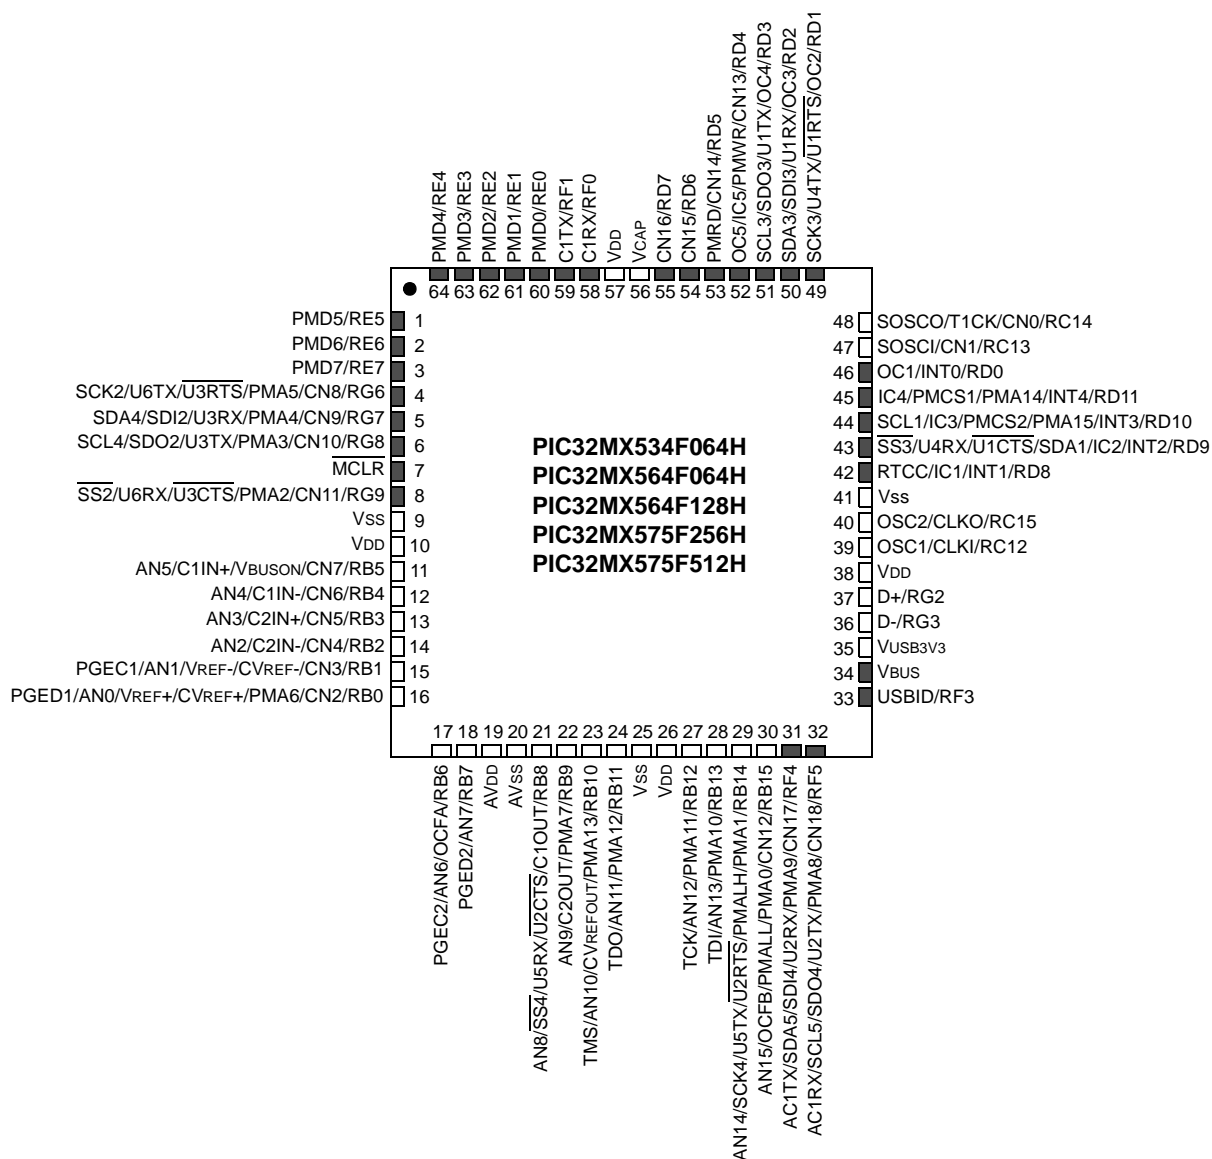 SCK3/U4TX/U1RTS/OC2/RD1
SDA3/SDI3/U1RX/OC3/RD2
SCL3/SDO3/U1TX/OC4/RD3
OC5/IC5/PMWR/CN13/RD4
PMRD/CN14/RD5
CN15/RD6
CN16/RD7
VCAP
VDD
C1RX/RF0
C1TX/RF1
PMD0/RE0
PMD1/RE1
PMD2/RE2
PMD3/RE3
PMD4/RE4
64 63 62 61 60 59 58 57 56 55 54 53 52 51 50 49
PMD5/RE5 1
PMD6/RE6 2
PMD7/RE7 3
SCK2/U6TX/U3RTS/PMA5/CN8/RG6 4
SDA4/SDI2/U3RX/PMA4/CN9/RG7 5
SCL4/SDO2/U3TX/PMA3/CN10/RG8 6
MCLR 7
SS2/U6RX/U3CTS/PMA2/CN11/RG9 8
VSS 9
VDD 10
AN5/C1IN+/VBUSON/CN7/RB5 11
AN4/C1IN-/CN6/RB4 12
AN3/C2IN+/CN5/RB3 13
AN2/C2IN-/CN4/RB2 14
PGEC1/AN1/VREF-/CVREF-/CN3/RB1 15
PGED1/AN0/VREF+/CVREF+/PMA6/CN2/RB0 16
PIC32MX534F064H
PIC32MX564F064H
PIC32MX564F128H
PIC32MX575F256H
PIC32MX575F512H
48 SOSCO/T1CK/CN0/RC14
47 SOSCI/CN1/RC13
46 OC1/INT0/RD0
45 IC4/PMCS1/PMA14/INT4/RD11
44 SCL1/IC3/PMCS2/PMA15/INT3/RD10
43 SS3/U4RX/U1CTS/SDA1/IC2/INT2/RD9
42 RTCC/IC1/INT1/RD8
41 Vss
40 OSC2/CLKO/RC15
39 OSC1/CLKI/RC12
38 VDD
37 D+/RG2
36 D-/RG3
35 VUSB3V3
34 VBUS
33 USBID/RF3
17 18 19 20 21 22 23 24 25 26 27 28 29 30 31 32
PGEC2/AN6/OCFA/RB6
PGED2/AN7/RB7
AVDD
AVSS
AN8/SS4/U5RX/U2CTS/C1OUT/RB8
AN9/C2OUT/PMA7/RB9
TMS/AN10/CVREFOUT/PMA13/RB10
TDO/AN11/PMA12/RB11
VSS
VDD
TCK/AN12/PMA11/RB12
TDI/AN13/PMA10/RB13
AN14/SCK4/U5TX/U2RTS/PMALH/PMA1/RB14
AN15/OCFB/PMALL/PMA0/CN12/RB15
AC1TX/SDA5/SDI4/U2RX/PMA9/CN17/RF4
AC1RX/SCL5/SDO4/U2TX/PMA8/CN18/RF5